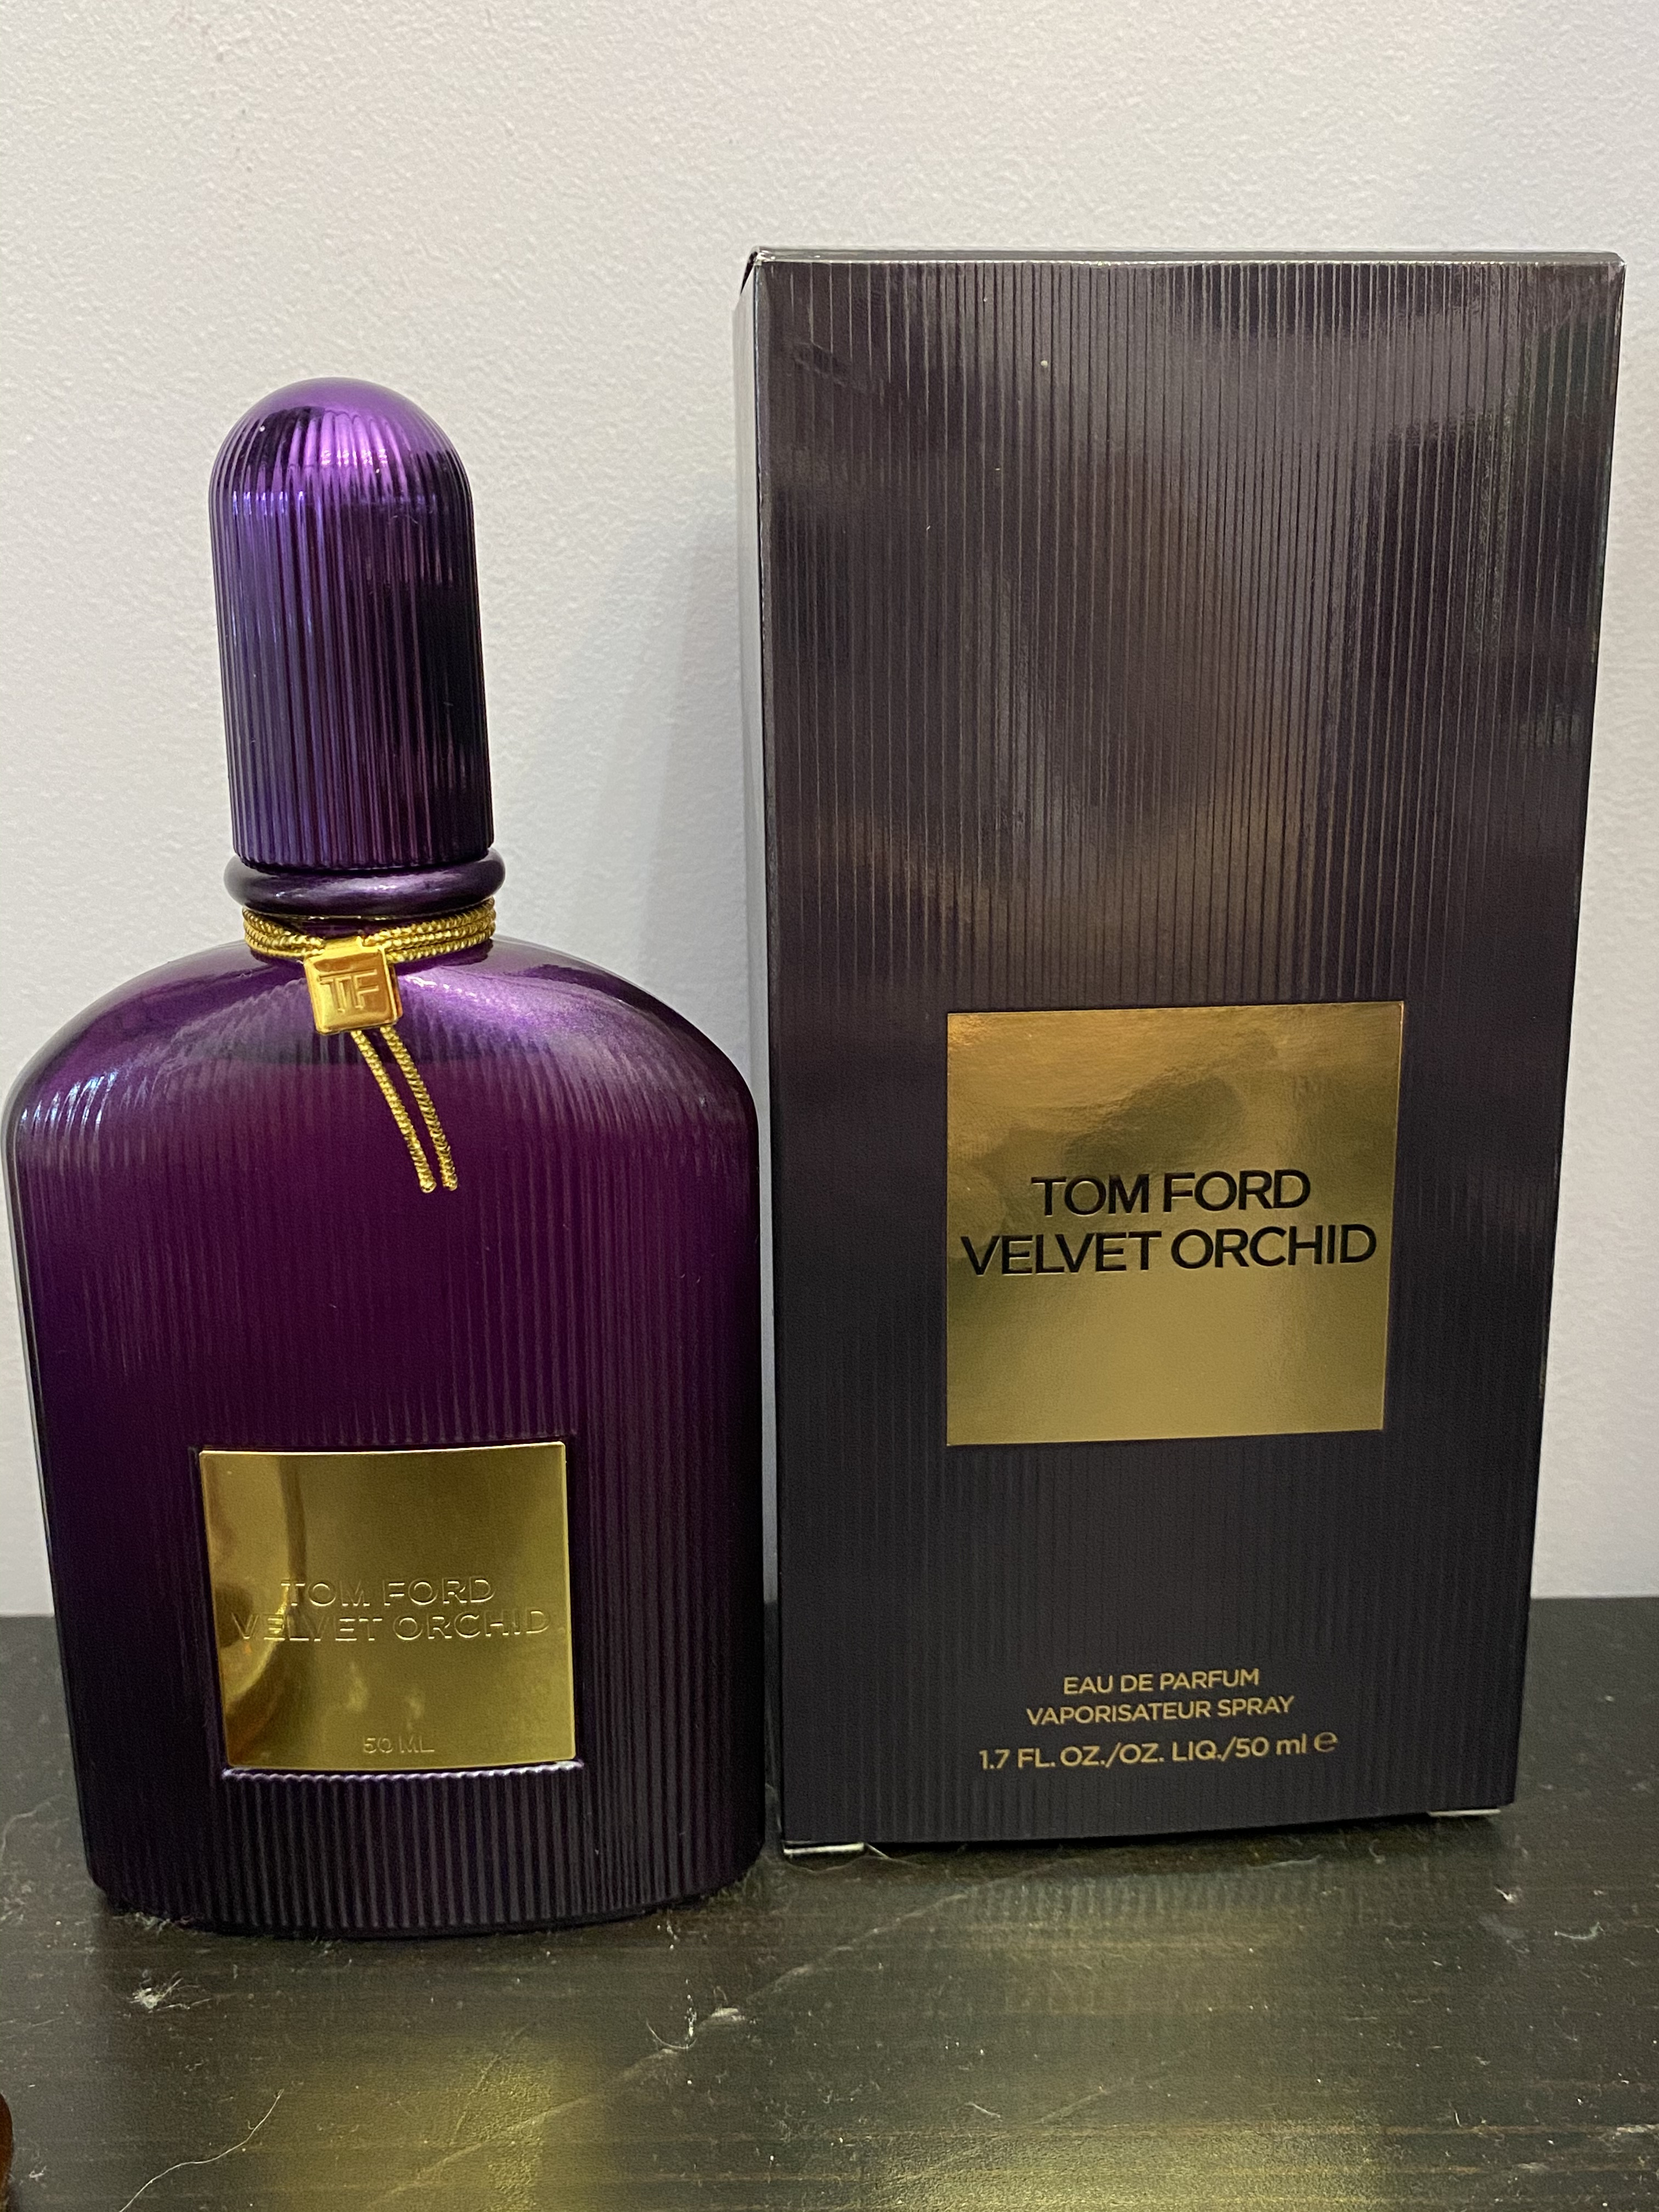 TF
TOM FORD
VELVET ORCHID
50 ML
TOM FORD
VELVET ORCHID
EAU DE PARFUM
VAPORISATEUR SPRAY
1.7 FL. OZ./OZ. LIQ./50 ml ℮